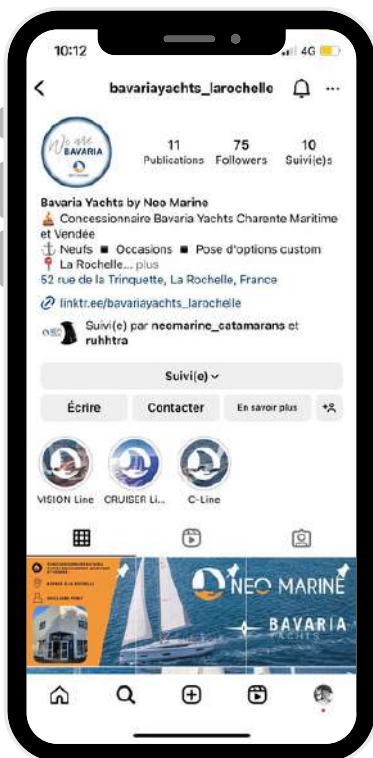 10:12
4G
bavariayachts_larochelle
We are
BAVARIA
11
75
10
Publications
Followers
Suivi(e)s
Bavaria Yachts by Neo Marine
Concessionnaire Bavaria Yachts Charente Maritime
et Vendée
Neufs ▪ Occasions ▪ Pose d'options custom
La Rochelle... plus
52 rue de la Trinquette, La Rochelle, France
linktr.ee/bavariayachts_larochelle
Suivi(e) par neomarine_catamarans et
ruhhtra
Suivi(e)
Écrire
Contacter
En savoir plus
VISION Line
CRUISER Li...
C-Line
NEO MARINE
BAVARIA
YACHTS